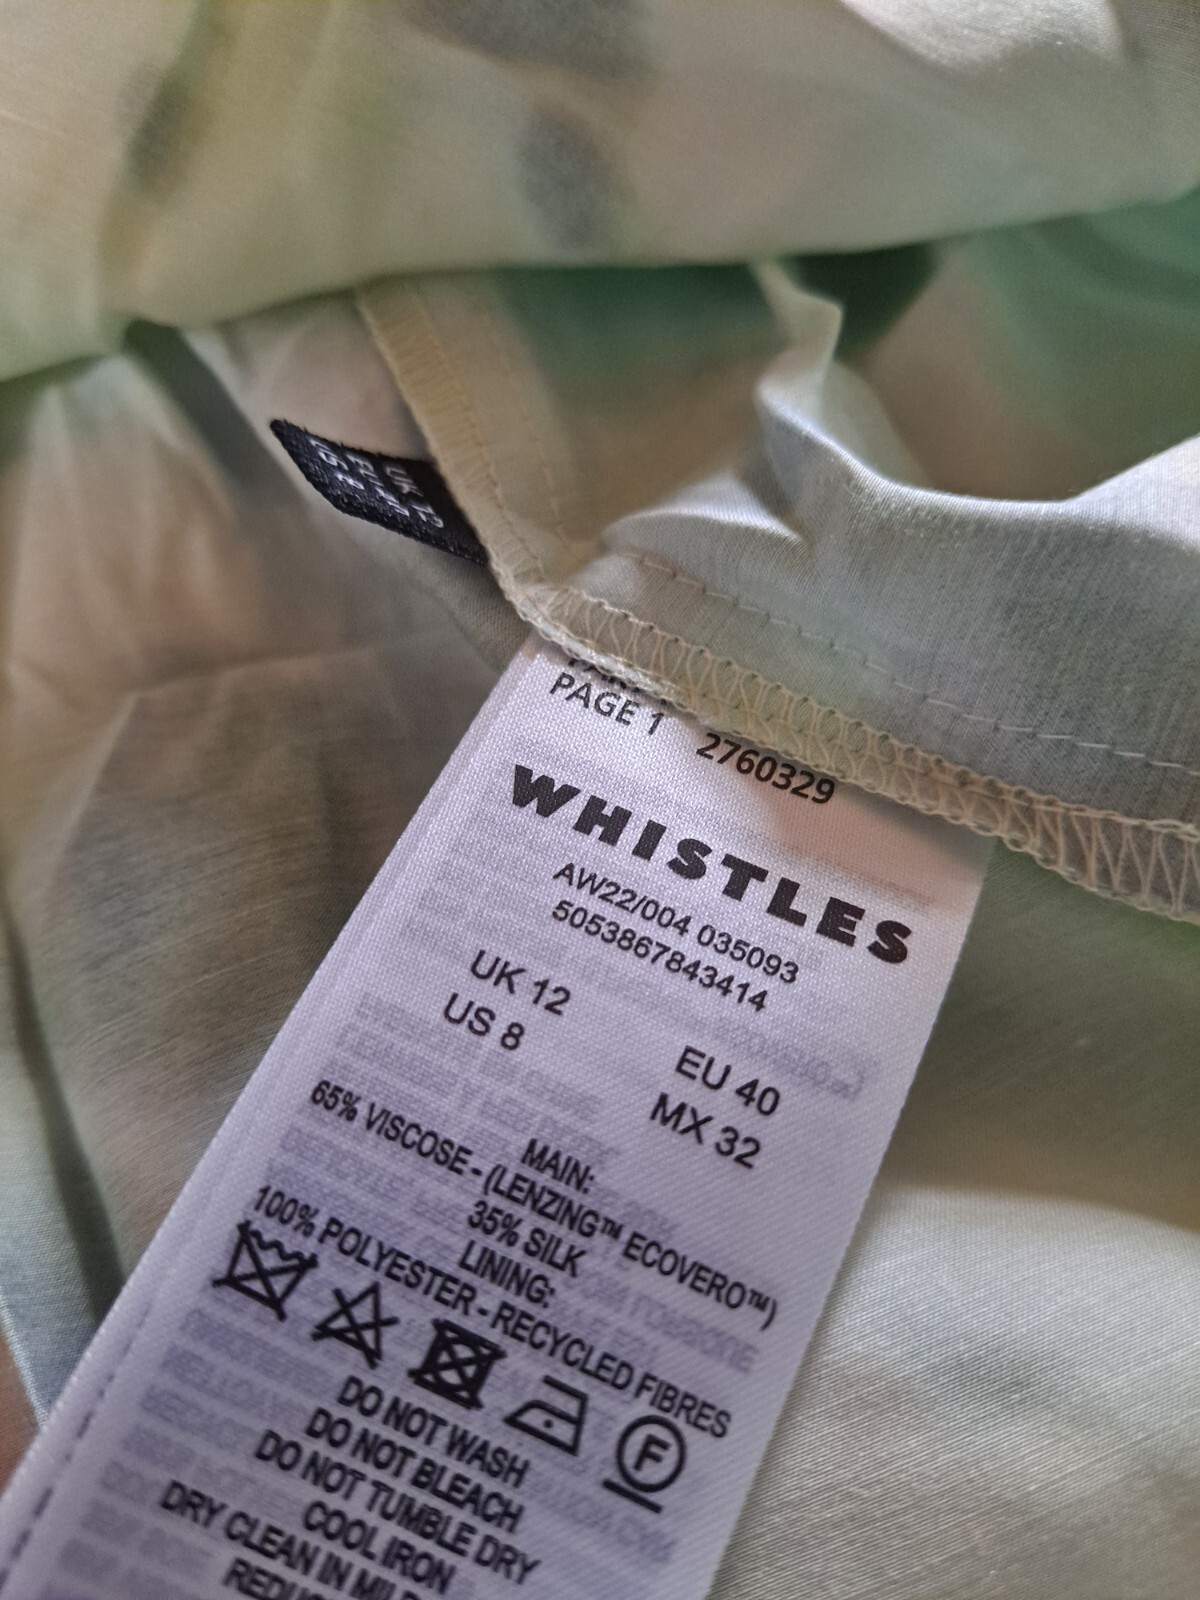 UK 12
PAGE 1 2760329
WHISTLES
AW22/004 035093
5053867843414
UK 12 EU 40
US 8 MX 32
MAIN:
65% VISCOSE - (LENZING™ ECOVERO™)
35% SILK
LINING:
100% POLYESTER - RECYCLED FIBRES
F
DO NOT WASH
DO NOT BLEACH
DO NOT TUMBLE DRY
COOL IRON
DRY CLEAN IN